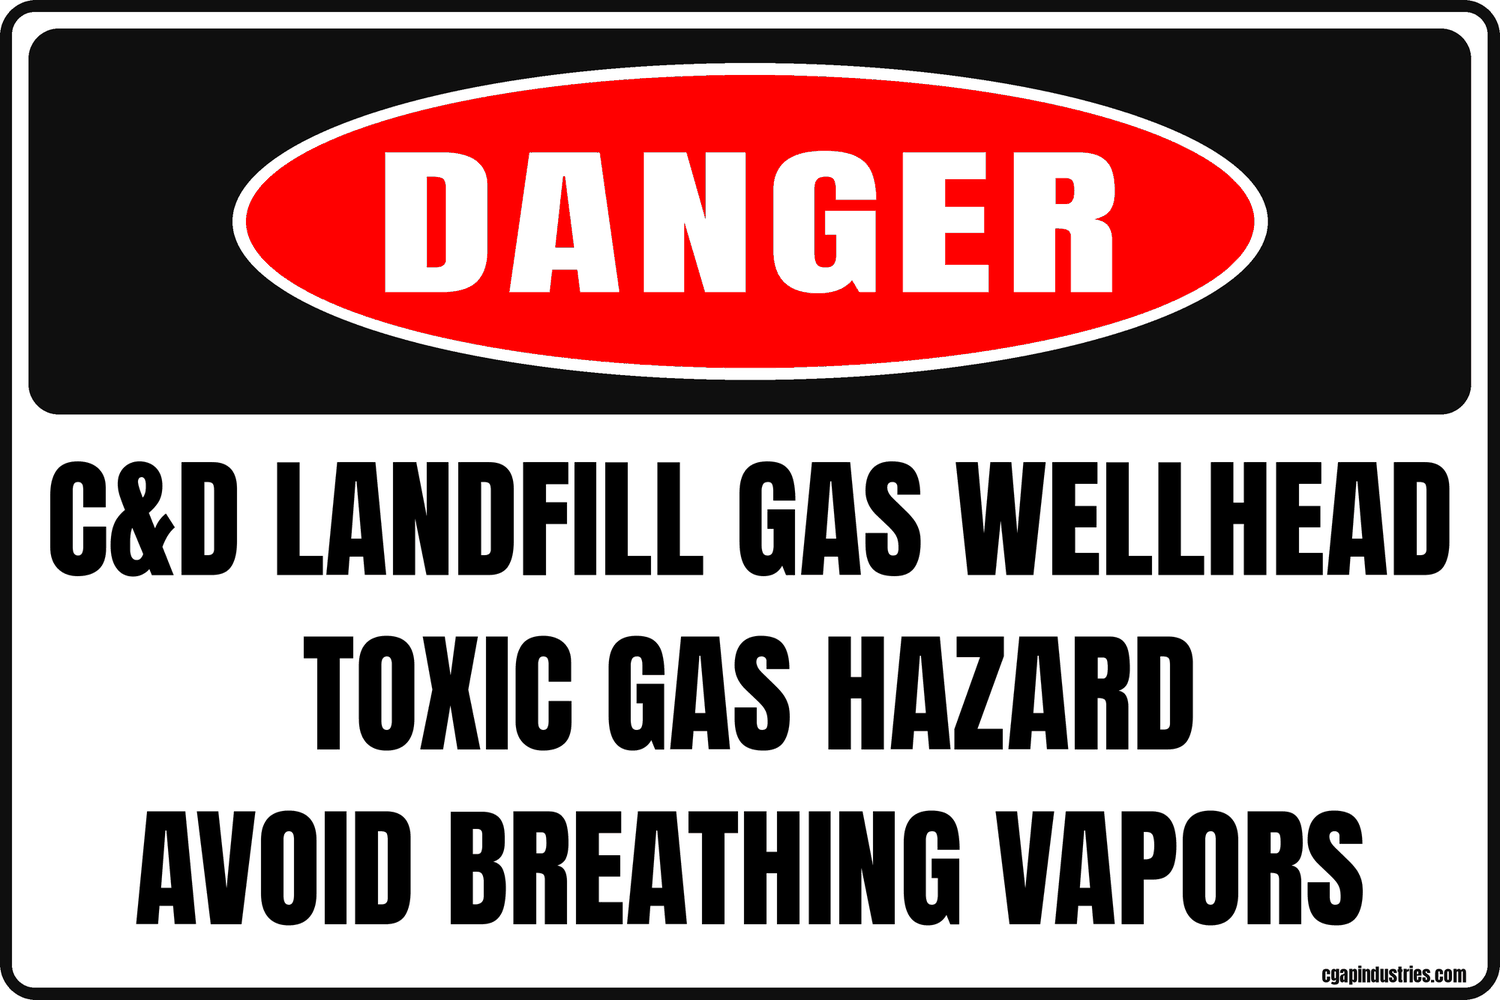 DANGER
C&D LANDFILL GAS WELLHEAD
TOXIC GAS HAZARD
AVOID BREATHING VAPORS
cgapindustries.com